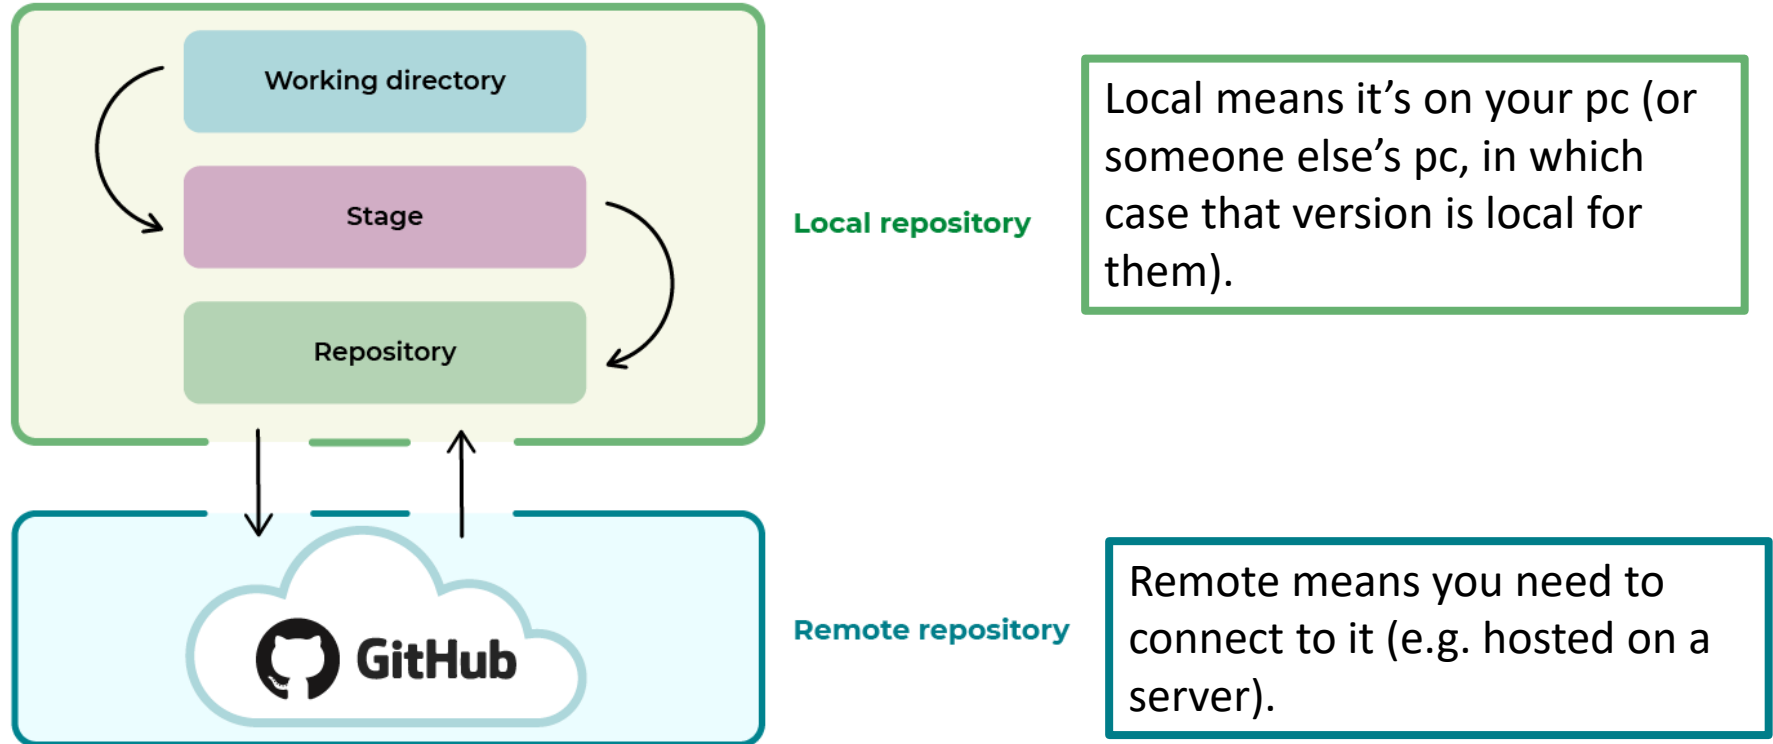 Working directory
Stage
Repository
Local repository
Local means it’s on your pc (or
someone else’s pc, in which
case that version is local for
them).
GitHub
Remote repository
Remote means you need to
connect to it (e.g. hosted on a
server).